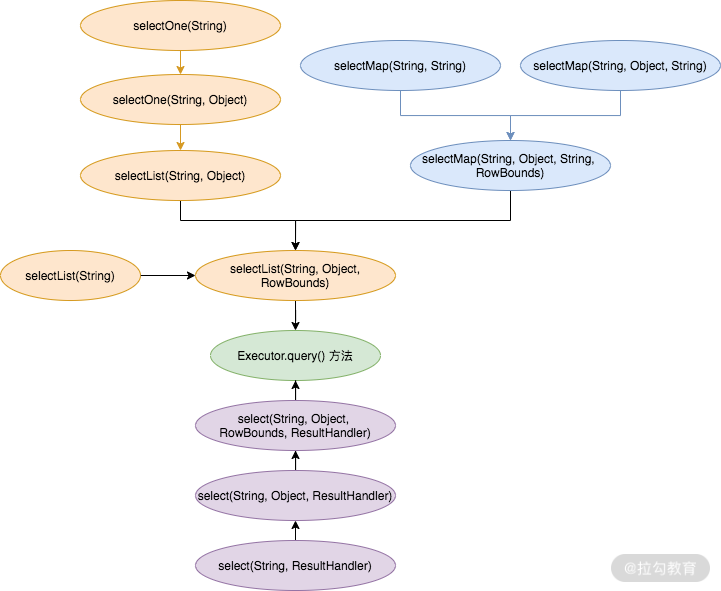 selectOne(String)
selectMap(String, String)
selectMap(String, Object, String)
selectOne(String, Object)
selectMap(String, Object, String,
RowBounds)
selectList(String, Object)
selectList(String)
selectList(String, Object,
RowBounds)
Executor.query() 方法
select(String, Object,
RowBounds, ResultHandler)
select(String, Object, ResultHandler)
select(String, ResultHandler)
@拉勾教育